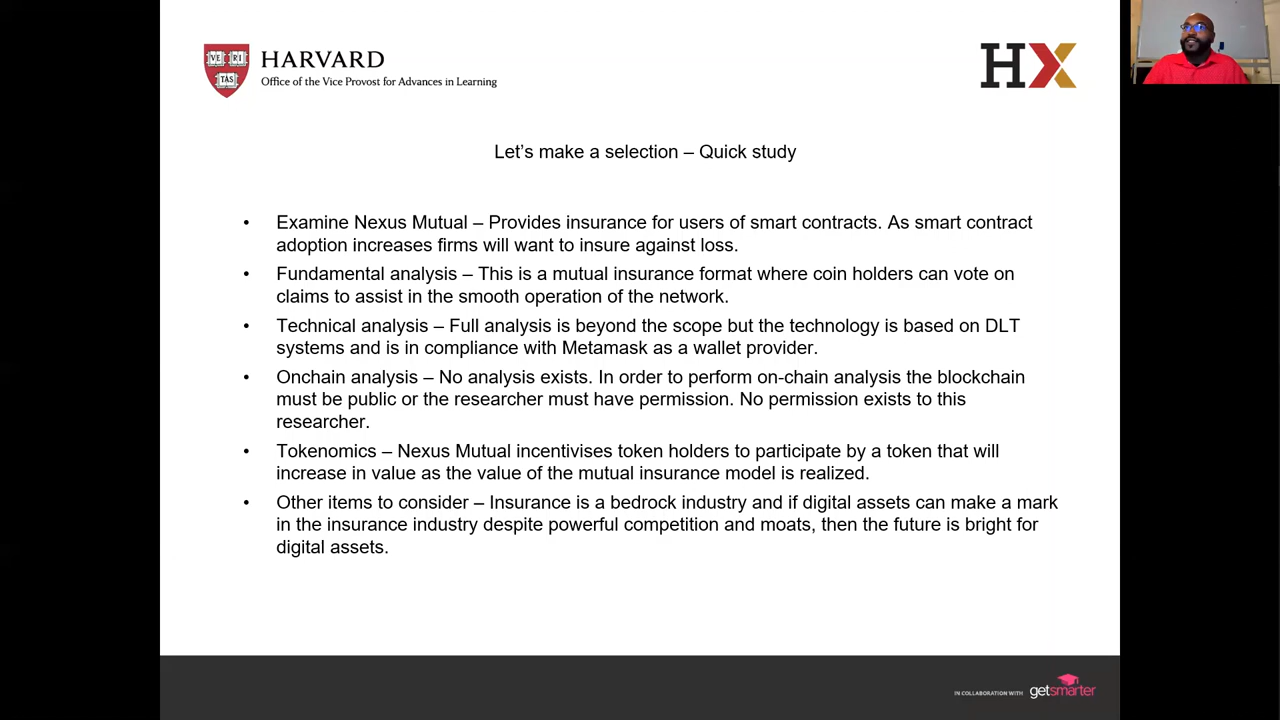 VE RI
TAS
HARVARD
Office of the Vice Provost for Advances in Learning
HX
Let's make a selection – Quick study
• Examine Nexus Mutual – Provides insurance for users of smart contracts. As smart contract
adoption increases firms will want to insure against loss.
• Fundamental analysis – This is a mutual insurance format where coin holders can vote on
claims to assist in the smooth operation of the network.
• Technical analysis – Full analysis is beyond the scope but the technology is based on DLT
systems and is in compliance with Metamask as a wallet provider.
• Onchain analysis – No analysis exists. In order to perform on-chain analysis the blockchain
must be public or the researcher must have permission. No permission exists to this
researcher.
• Tokenomics – Nexus Mutual incentivises token holders to participate by a token that will
increase in value as the value of the mutual insurance model is realized.
• Other items to consider – Insurance is a bedrock industry and if digital assets can make a mark
in the insurance industry despite powerful competition and moats, then the future is bright for
digital assets.
IN COLLABORATION WITH getsmarter